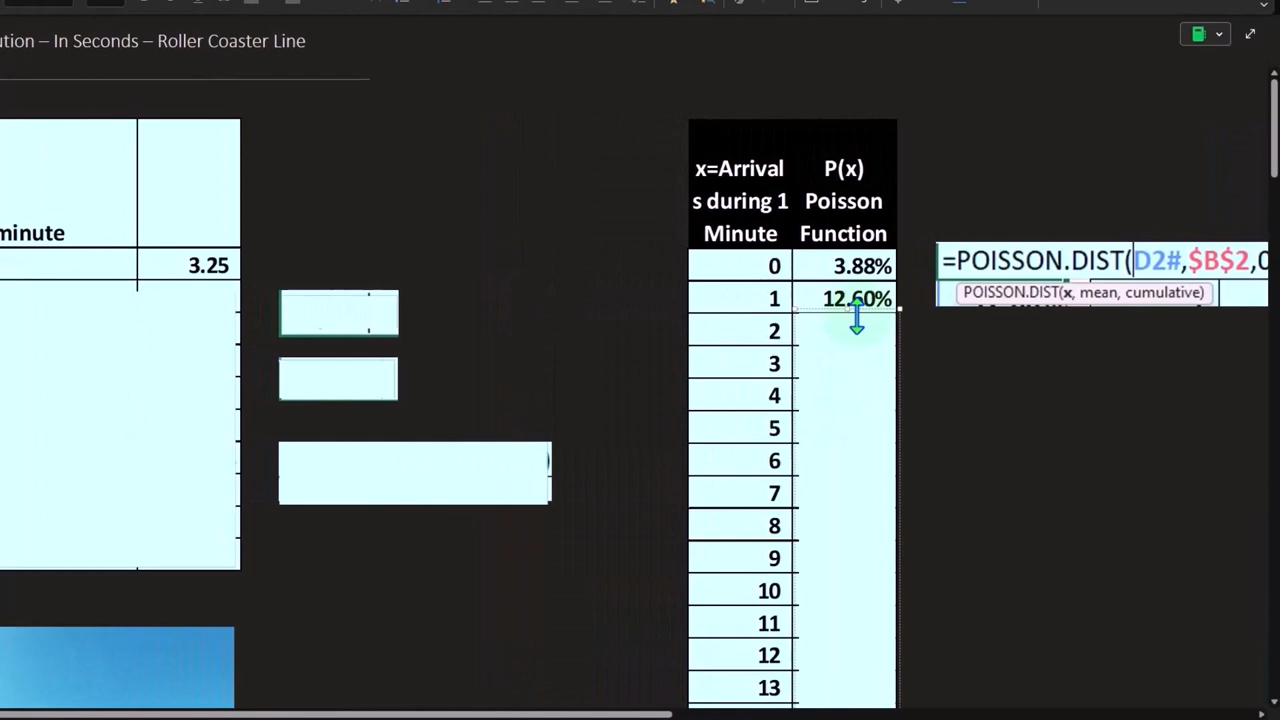 ution – In Seconds – Roller Coaster Line
minute
3.25
x=Arrival
s during 1
Minute
P(x)
Poisson
Function
0 3.88%
1 12.60%
2
3
4
5
6
7
8
9
10
11
12
13
=POISSON.DIST(D2#,$B$2,0
POISSON.DIST(x, mean, cumulative)